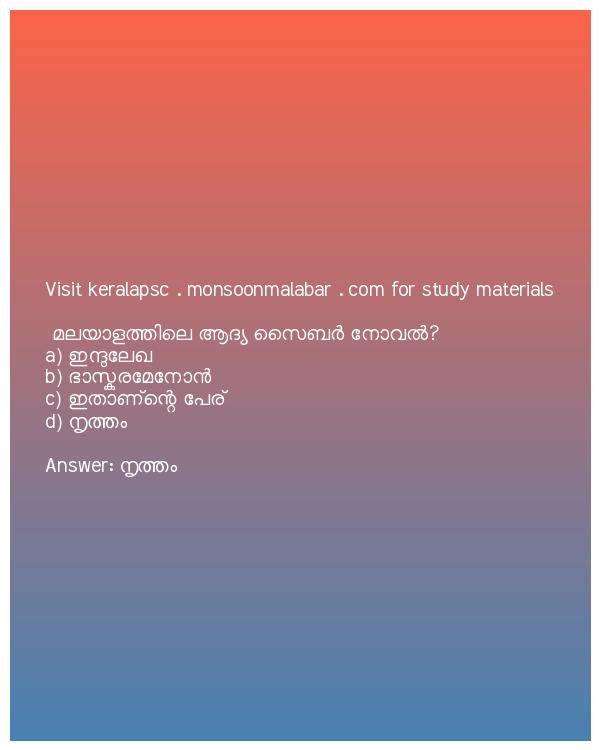 Visit keralapsc . monsoonmalabar . com for study materials
മലയാളത്തിലെ ആദ്യ സൈബർ നോവൽ?
a) ഇന്ദുലേഖ
b) ഭാസ്കരമേനോൻ
c) ഇതാണ്ന്റെ പേര്
d) നൃത്തം
Answer: നൃത്തം